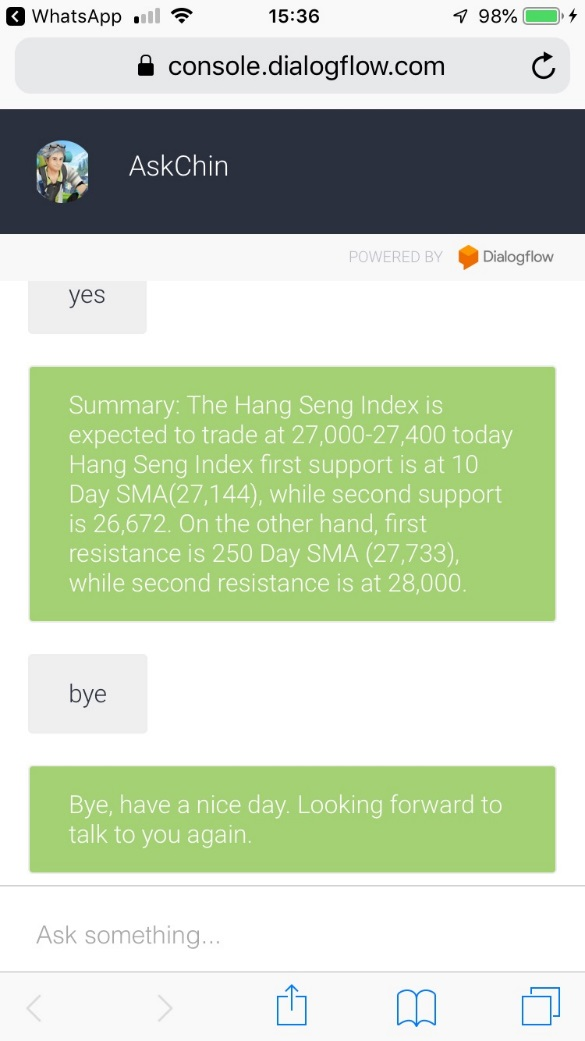 WhatsApp 15:36 98%
console.dialogflow.com
AskChin
POWERED BY Dialogflow
yes
Summary: The Hang Seng Index is
expected to trade at 27,000-27,400 today
Hang Seng Index first support is at 10
Day SMA(27,144), while second support
is 26,672. On the other hand, first
resistance is 250 Day SMA (27,733),
while second resistance is at 28,000.
bye
Bye, have a nice day. Looking forward to
talk to you again.
Ask something...